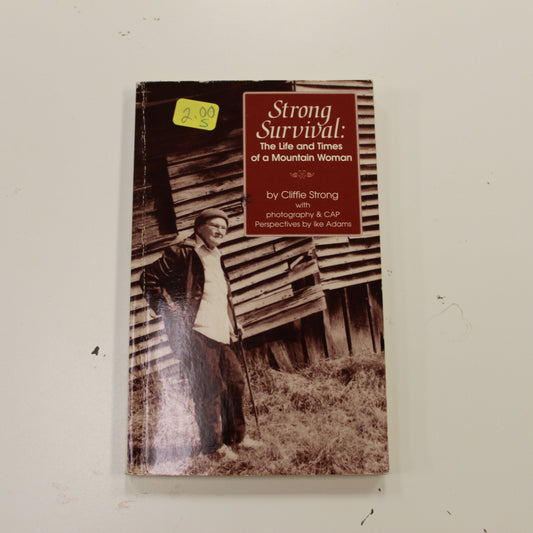 2.00
S
Strong
Survival:
The Life and Times
of a Mountain Woman
by Cliffie Strong
with
photography & CAP
Perspectives by Ike Adams